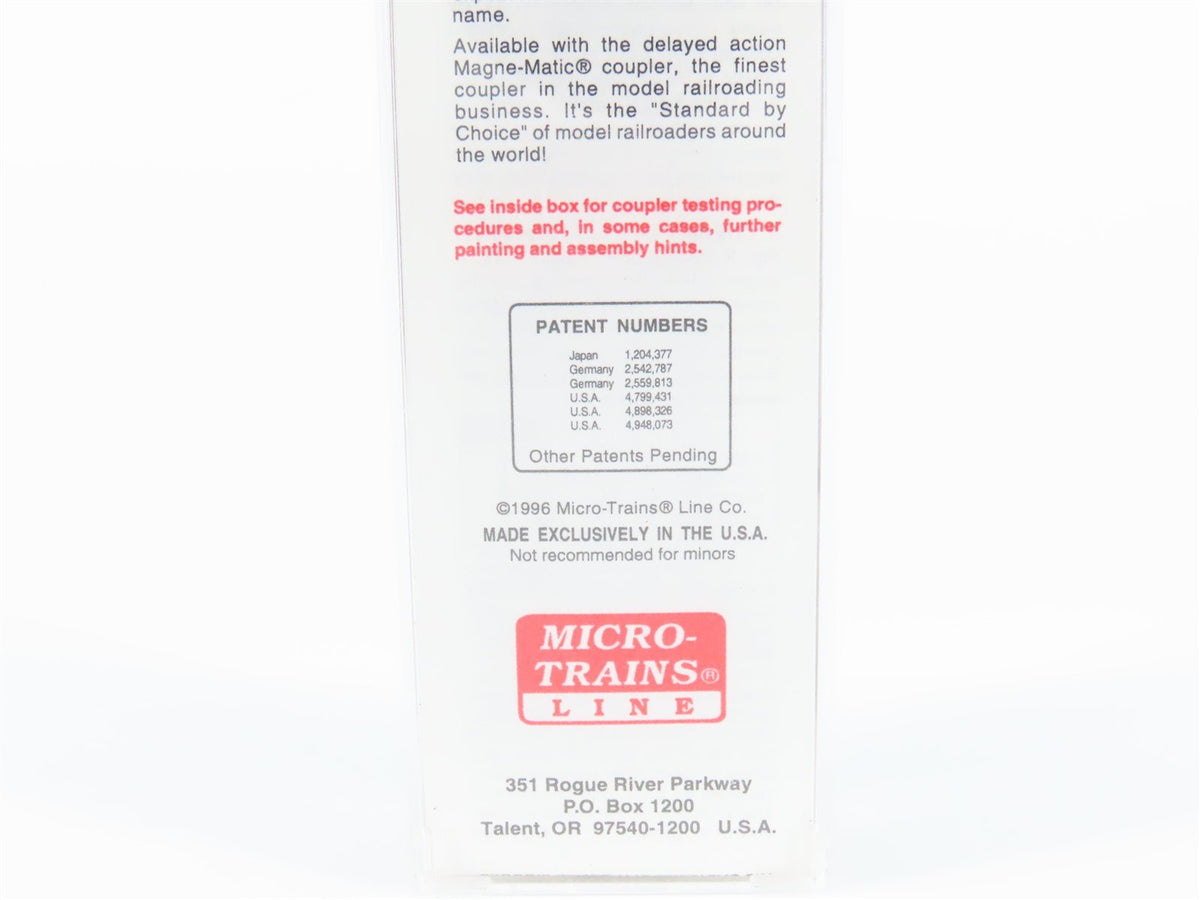 name.
Available with the delayed action
Magne-Matic® coupler, the finest
coupler in the model railroading
business. It's the "Standard by
Choice" of model railroaders around
the world!
See inside box for coupler testing pro-
cedures and, in some cases, further
painting and assembly hints.
PATENT NUMBERS
Japan 1,204,377
Germany 2,542,787
Germany 2,559,813
U.S.A. 4,799,431
U.S.A. 4,898,326
U.S.A. 4,948,073
Other Patents Pending
©1996 Micro-Trains® Line Co.
MADE EXCLUSIVELY IN THE U.S.A.
Not recommended for minors
MICRO-
TRAINS®
LINE
351 Rogue River Parkway
P.O. Box 1200
Talent, OR 97540-1200 U.S.A.